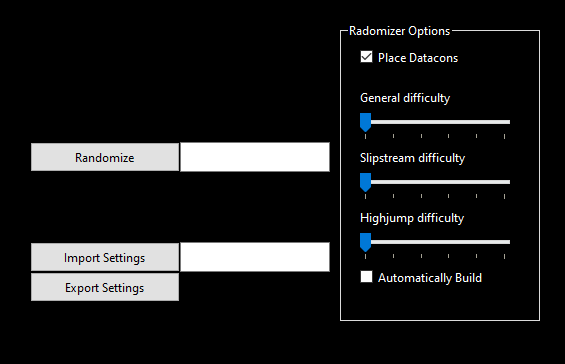 Radomizer Options
Place Datacons
General difficulty
Randomize
Slipstream difficulty
Highjump difficulty
Import Settings
Automatically Build
Export Settings